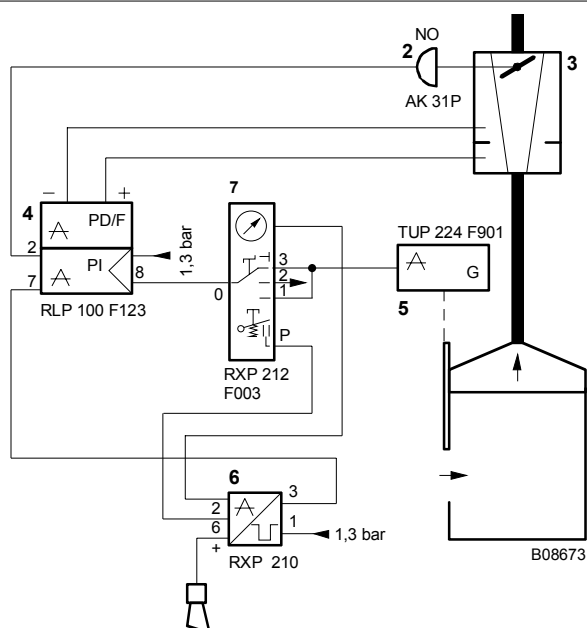 NO
2
3
AK 31P
7
− +
4 PD/F
TUP 224 F901
2 PI 1,3 bar
3
G
7 8
0 2
1
5
RLP 100 F123
P
RXP 212
F003
6
2 3
6 1
1,3 bar
+
RXP 210
B08673